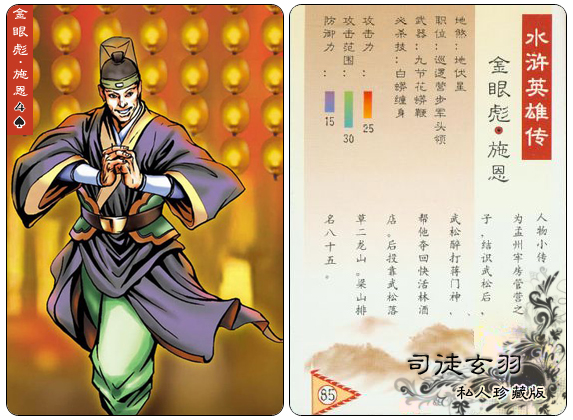 金眼彪·施恩
4♠
水浒英雄传
金眼彪·施恩
地煞：地伏星
职位：巡逻营步军头领
武器：九节花蟒鞭
必杀技：白蟒缠身
攻击力：
25
攻击范围：
30
防御力：
15
人物小传
为孟州牢房管营之
子,结识武松后,
武松醉打蒋门神,
帮他夺回快活林酒
店。后投靠武松落
草二龙山。梁山排
名八十五。
85
司徒玄羽
私人珍藏版